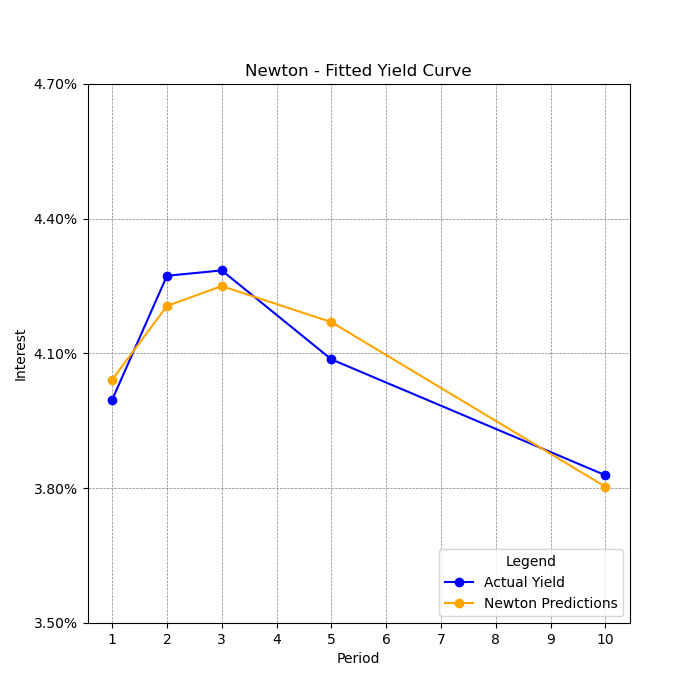 Newton - Fitted Yield Curve
4.70%
4.40%
4.10%
3.80%
3.50%
Interest
1 2 3 4 5 6 7 8 9 10
Period
Legend
Actual Yield
Newton Predictions